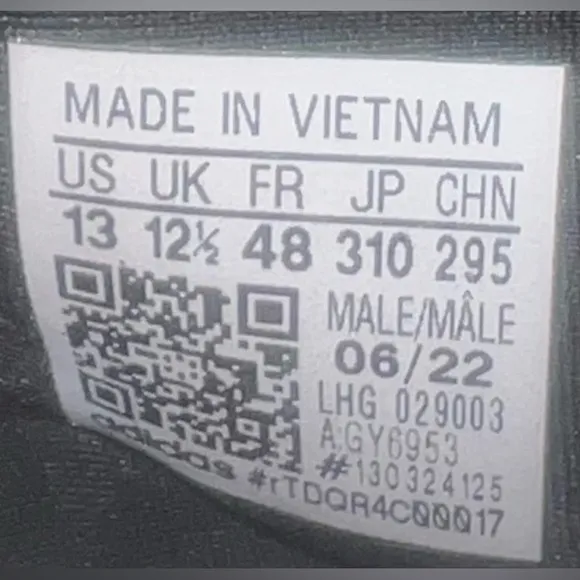 MADE IN VIETNAM
US UK FR JP CHN
13 12½ 48 310 295
MALE/MÂLE
06/22
LHG 029003
A:GY6953
#130324125
adidas #rTDQR4C00017